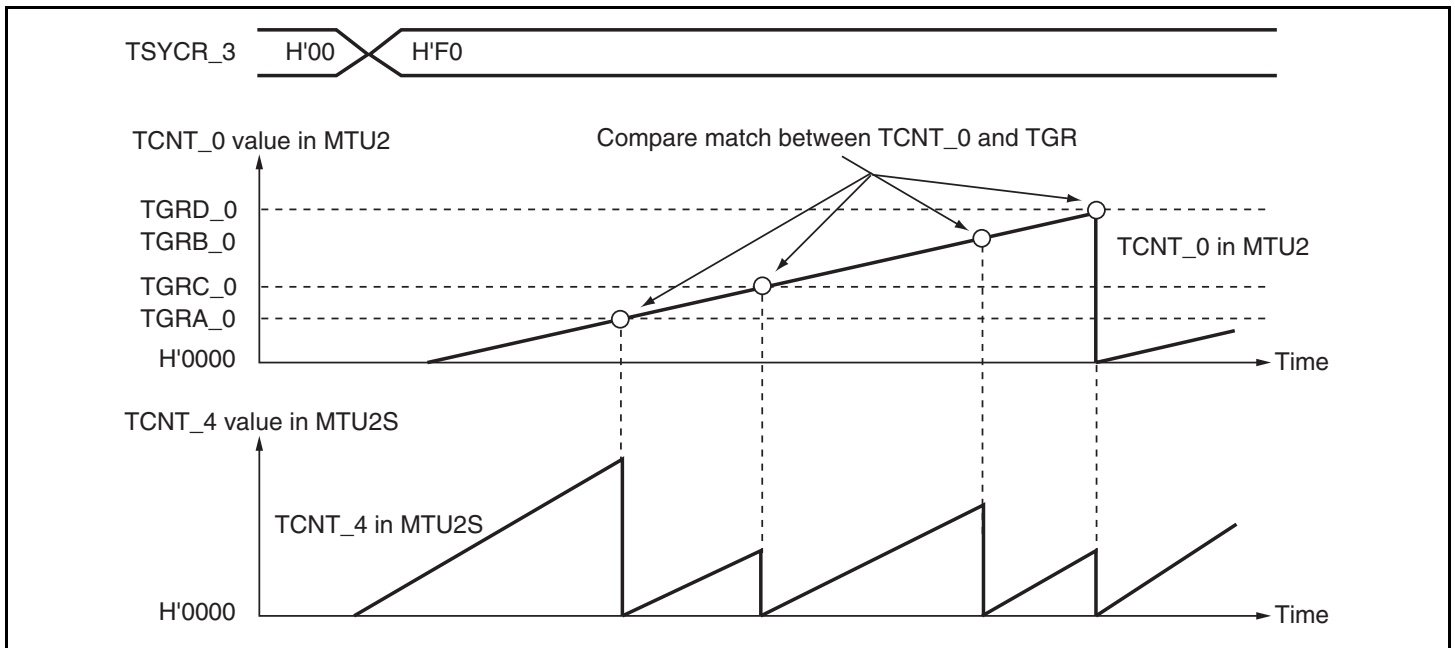 TSYCR_3 H'00 H'F0
TCNT_0 value in MTU2
Compare match between TCNT_0 and TGR
TGRD_0
TGRB_0
TCNT_0 in MTU2
TGRC_0
TGRA_0
H'0000
Time
TCNT_4 value in MTU2S
TCNT_4 in MTU2S
H'0000
Time